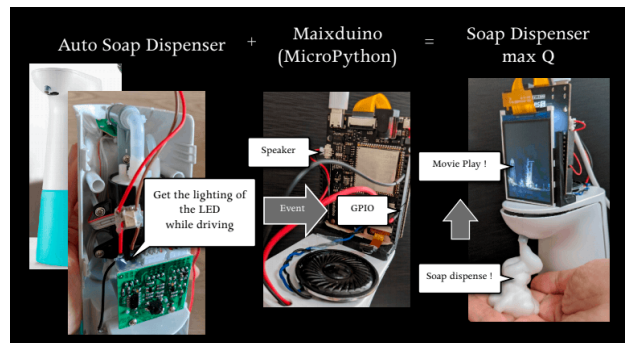 Auto Soap Dispenser
+
Maixduino
(MicroPython)
=
Soap Dispenser
max Q
Speaker
Movie Play !
Get the lighting of
the LED
while driving
Event
GPIO
Soap dispense !